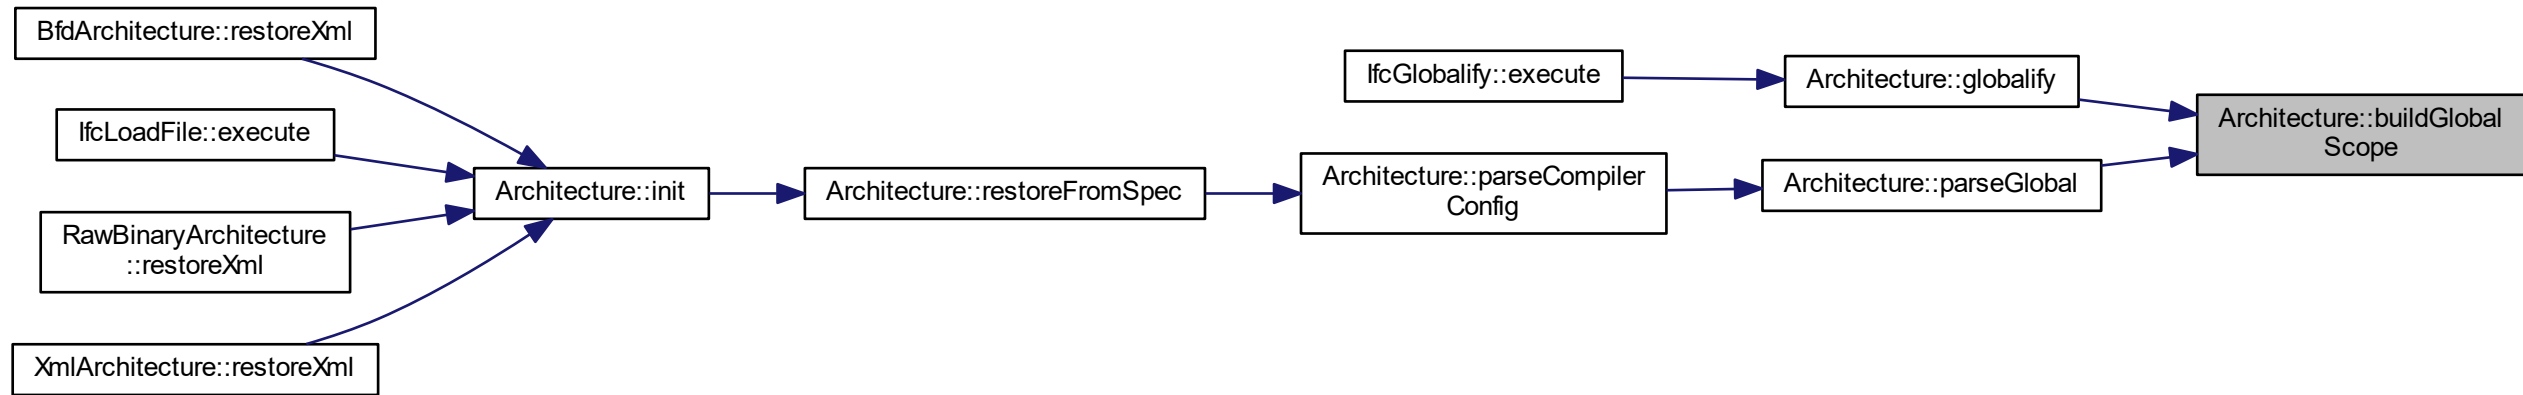 BfdArchitecture::restoreXml
IfcLoadFile::execute
RawBinaryArchitecture
::restoreXml
XmlArchitecture::restoreXml
Architecture::init
Architecture::restoreFromSpec
IfcGlobalify::execute
Architecture::parseCompiler
Config
Architecture::globalify
Architecture::parseGlobal
Architecture::buildGlobal
Scope